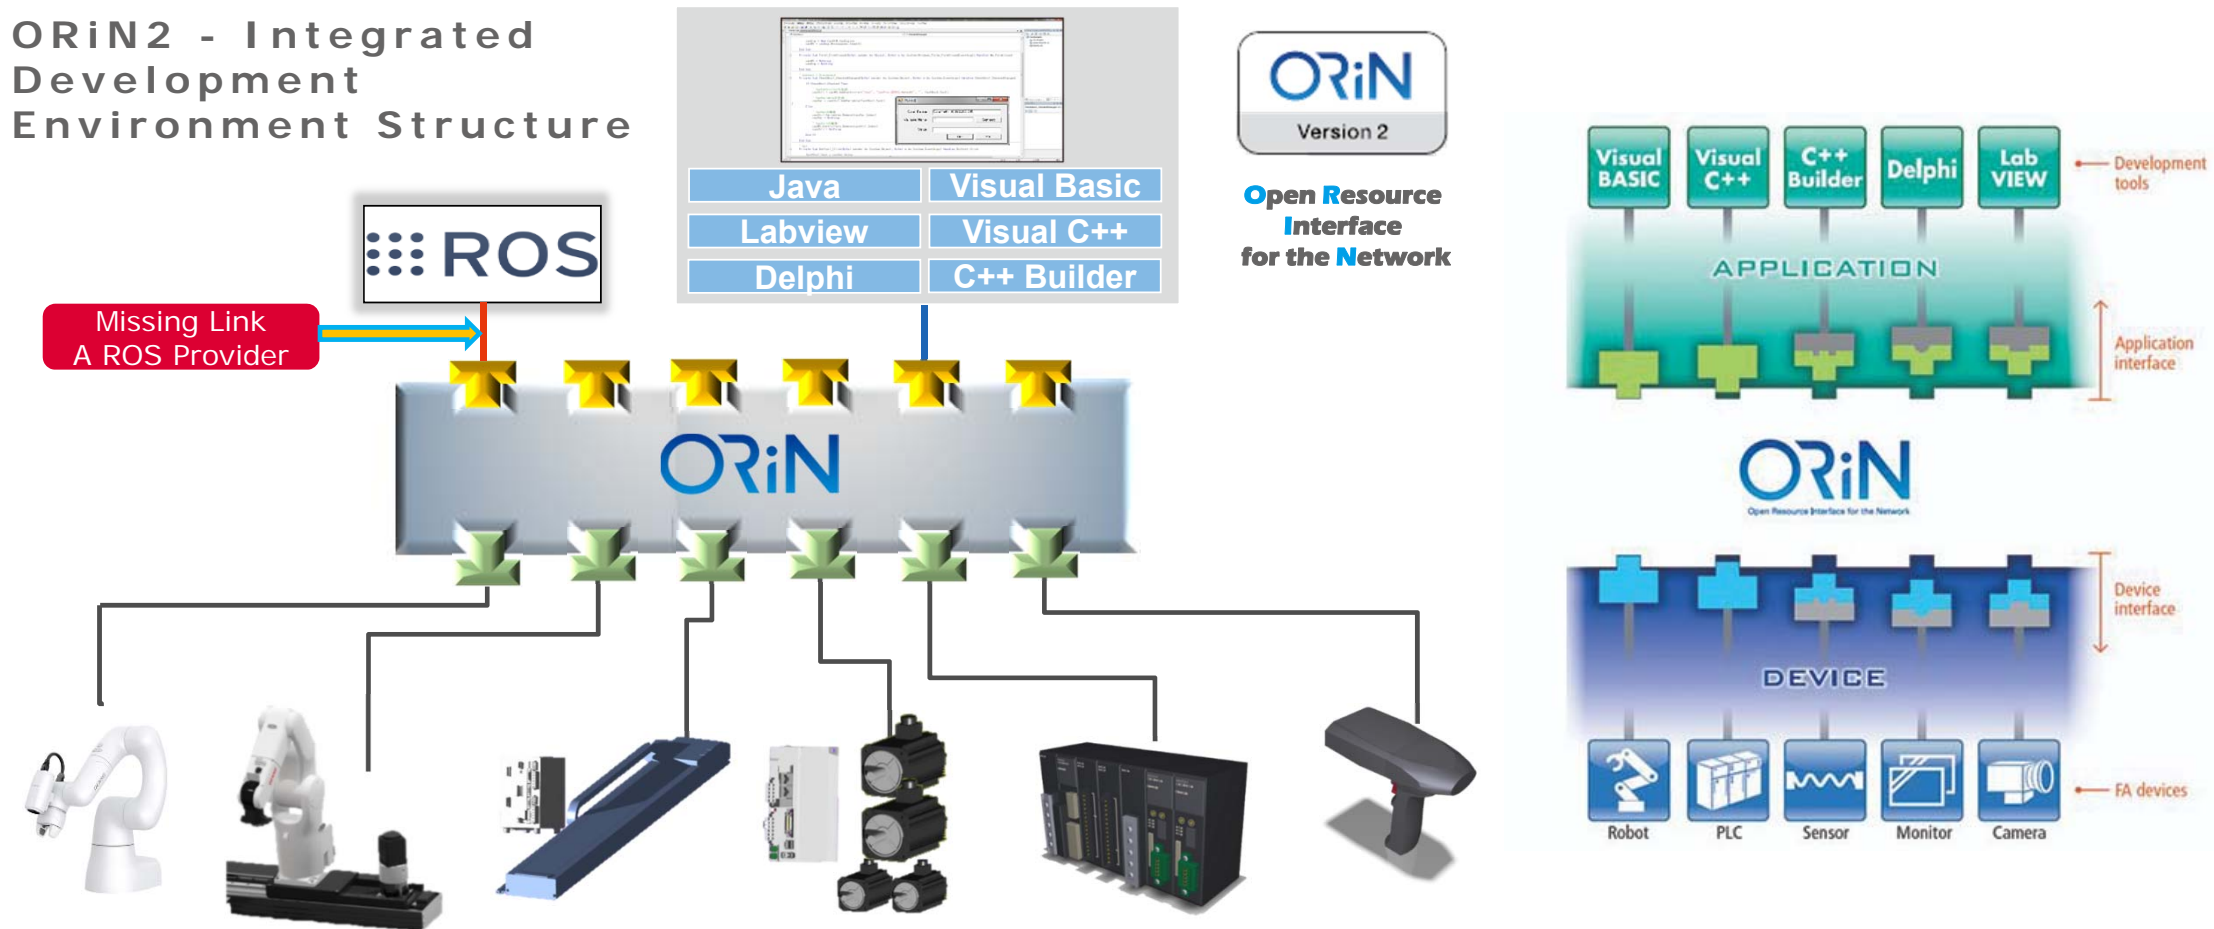 ORiN2 - Integrated
Development
Environment Structure
ROS
Missing Link
A ROS Provider
Java
Visual Basic
Labview
Visual C++
Delphi
C++ Builder
ORiN
Version 2
Open Resource
Interface
for the Network
ORiN
Visual
BASIC
Visual
C++
C++
Builder
Delphi
Lab
VIEW
Development
tools
APPLICATION
Application
interface
ORiN
Open Resource Interface for the Network
Device
interface
DEVICE
FA devices
Robot
PLC
Sensor
Monitor
Camera